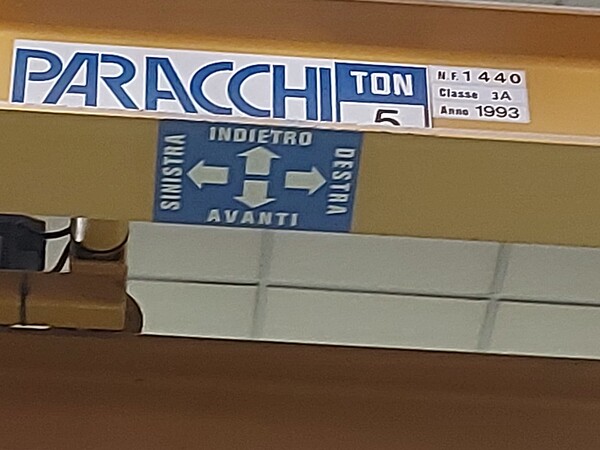 PARACCHI
TON
5
N.F. 1440
Classe 3A
Anno 1993
INDIETRO
SINISTRA
DESTRA
AVANTI